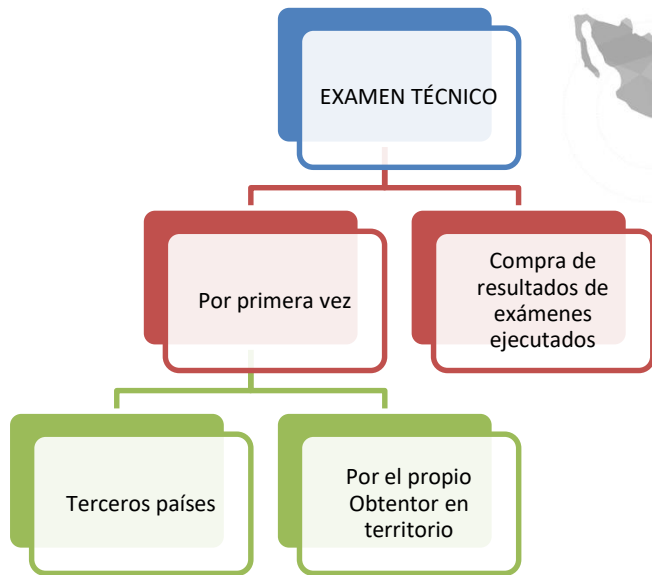 EXAMEN TÉCNICO
Por primera vez
Compra de
resultados de
exámenes
ejecutados
Terceros países
Por el propio
Obtentor en
territorio